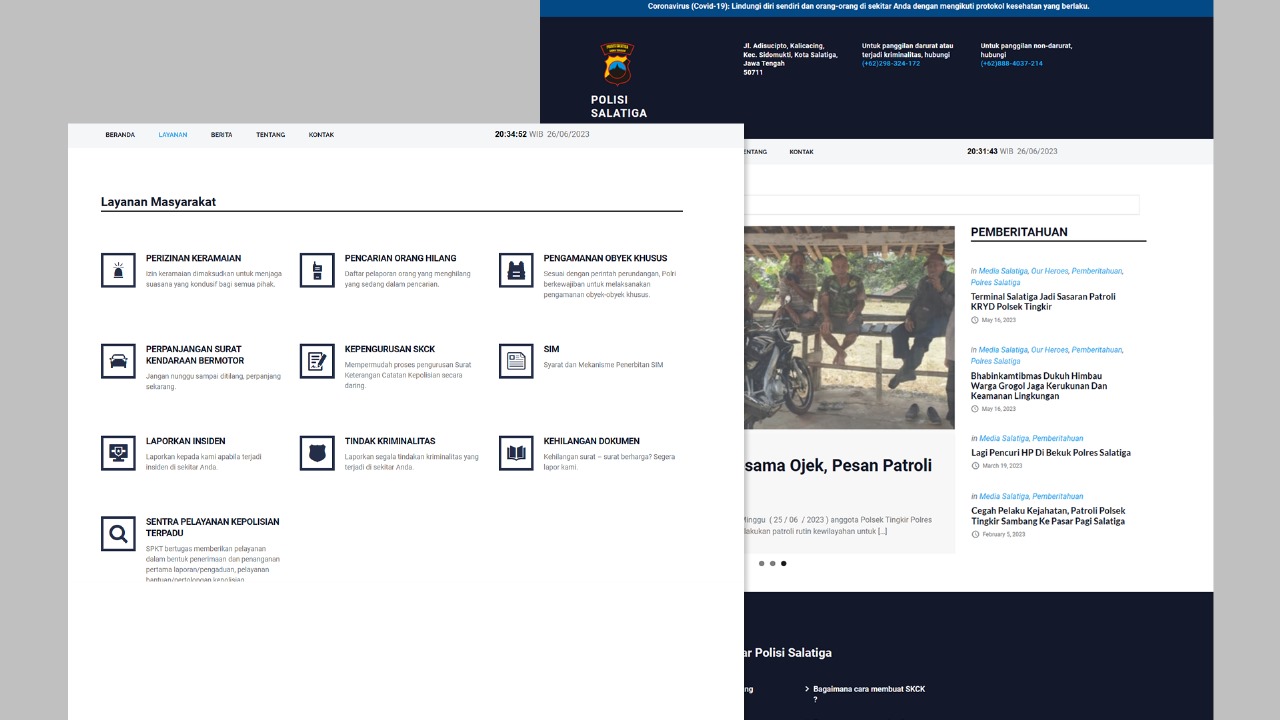 Coronavirus (Covid-19): Lindungi diri sendiri dan orang-orang di sekitar Anda dengan mengikuti protokol kesehatan yang berlaku.
POLISI
SALATIGA
Jl. Adisucipto, Kalicacing,
Kec. Sidomukti, Kota Salatiga,
Jawa Tengah
50711
Untuk panggilan darurat atau
terjadi kriminalitas, hubungi
(+62)298-324-172
Untuk panggilan non-darurat,
hubungi
(+62)888-4037-214
BERANDA LAYANAN BERITA TENTANG KONTAK 20:34:52 WIB 26/06/2023
Layanan Masyarakat
PERIZINAN KERAMAIAN
Izin keramaian dimaksudkan untuk menjaga
suasana yang kondusif bagi semua pihak.
PENCARIAN ORANG HILANG
Daftar pelaporan orang yang menghilang
yang sedang dalam pencarian.
PENGAMANAN OBYEK KHUSUS
Sesuai dengan perintah perundangan, Polri
berkewajiban untuk melaksanakan
pengamanan obyek-obyek khusus.
PERPANJANGAN SURAT
KENDARAAN BERMOTOR
Jangan nunggu sampai ditilang, perpanjang
sekarang.
KEPENGURUSAN SKCK
Mempermudah proses pengurusan Surat
Keterangan Catatan Kepolisian secara
daring.
SIM
Syarat dan Mekanisme Penerbitan SIM
LAPORKAN INSIDEN
Laporkan kepada kami apabila terjadi
insiden di sekitar Anda.
TINDAK KRIMINALITAS
Laporkan segala tindakan kriminalitas yang
terjadi di sekitar Anda.
KEHILANGAN DOKUMEN
Kehilangan surat – surat berharga? Segera
lapor kami.
SENTRA PELAYANAN KEPOLISIAN
TERPADU
SPKT bertugas memberikan pelayanan
dalam bentuk penerimaan dan penanganan
pertama laporan/pengaduan, pelayanan
bantuan/pertolongan kepolisian
ENTANG KONTAK 20:31:43 WIB 26/06/2023
sama Ojek, Pesan Patroli
Minggu ( 25 / 06 / 2023 ) anggota Polsek Tingkir Polres
lakukan patroli rutin kewilayahan untuk [...]
PEMBERITAHUAN
in Media Salatiga, Our Heroes, Pemberitahuan,
Polres Salatiga
Terminal Salatiga Jadi Sasaran Patroli
KRYD Polsek Tingkir
May 16, 2023
in Media Salatiga, Our Heroes, Pemberitahuan,
Polres Salatiga
Bhabinkamtibmas Dukuh Himbau
Warga Grogol Jaga Kerukunan Dan
Keamanan Lingkungan
May 16, 2023
in Media Salatiga, Pemberitahuan
Lagi Pencuri HP Di Bekuk Polres Salatiga
March 19, 2023
in Media Salatiga, Pemberitahuan
Cegah Pelaku Kejahatan, Patroli Polsek
Tingkir Sambang Ke Pasar Pagi Salatiga
February 5, 2023
ar Polisi Salatiga
ng
Bagaimana cara membuat SKCK
?